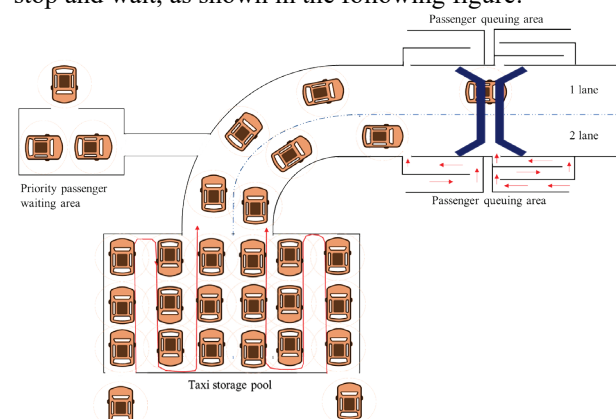 stop and wait, as shown in the following figure:
Passenger queuing area
1 lane
2 lane
Priority passenger
waiting area
Passenger queuing area
Taxi storage pool